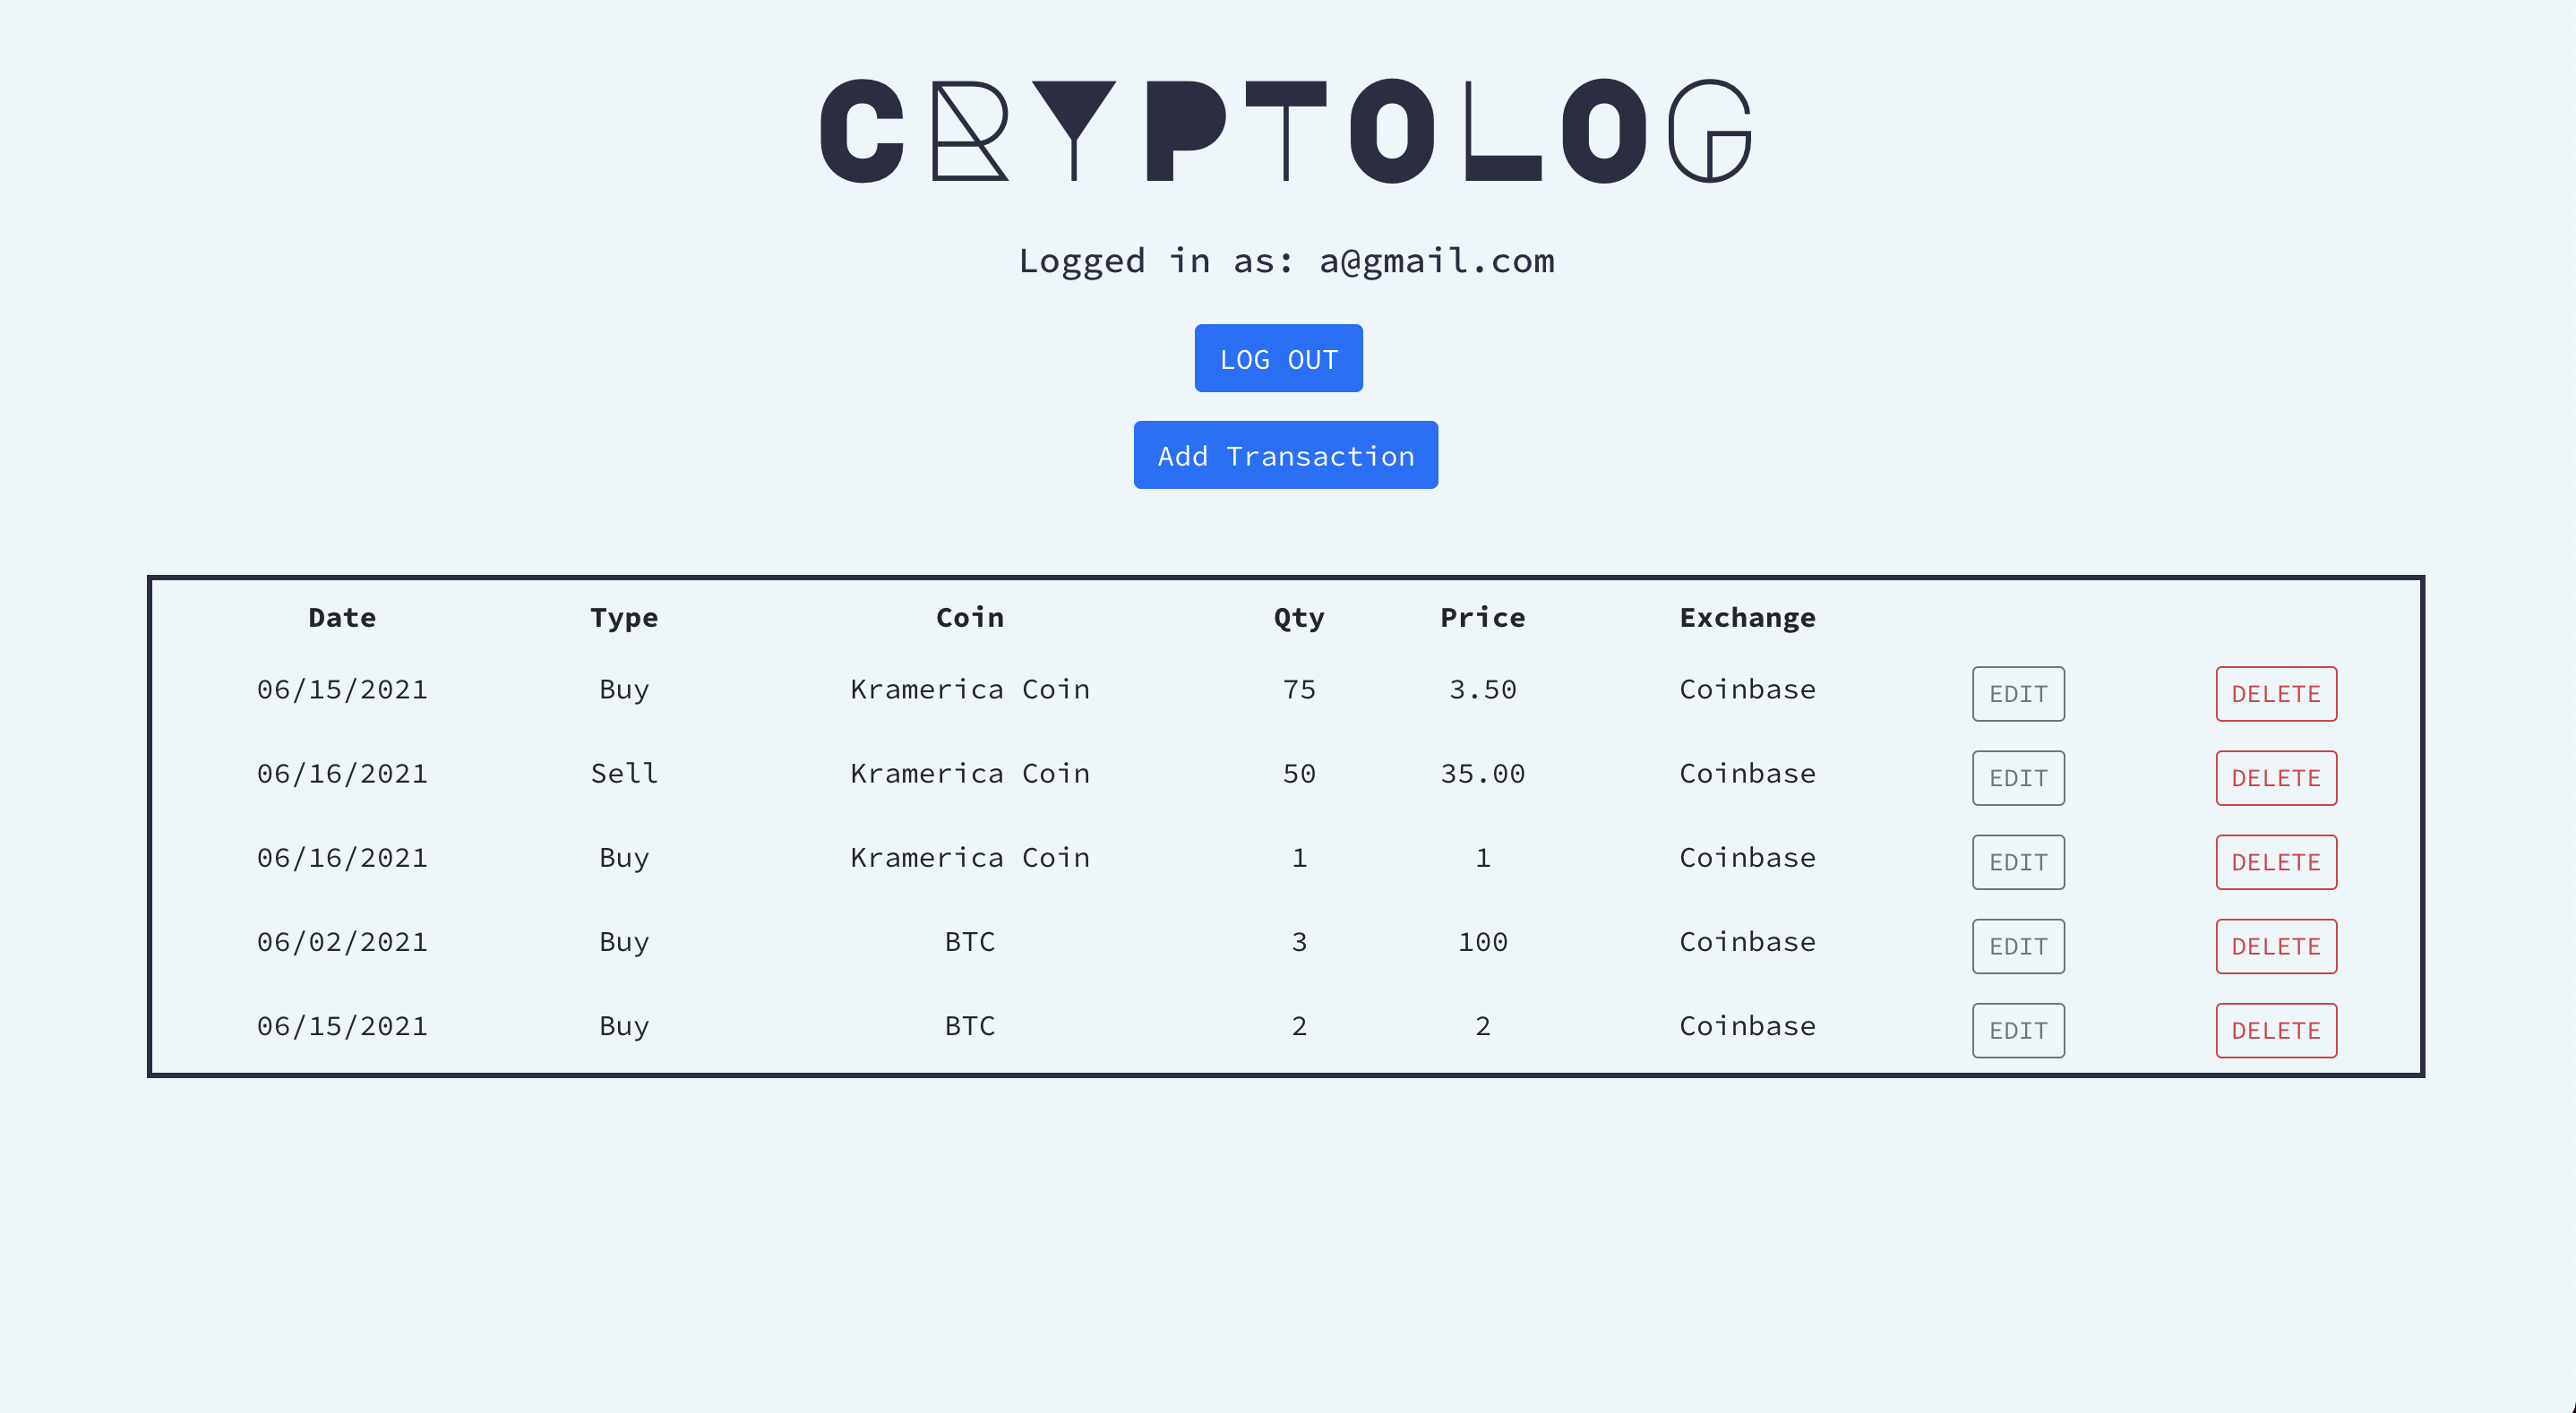 CRYPTOLOG
Logged in as: a@gmail.com
LOG OUT
Add Transaction
Date Type Coin Qty Price Exchange
06/15/2021 Buy Kramerica Coin 75 3.50 Coinbase EDIT DELETE
06/16/2021 Sell Kramerica Coin 50 35.00 Coinbase EDIT DELETE
06/16/2021 Buy Kramerica Coin 1 1 Coinbase EDIT DELETE
06/02/2021 Buy BTC 3 100 Coinbase EDIT DELETE
06/15/2021 Buy BTC 2 2 Coinbase EDIT DELETE